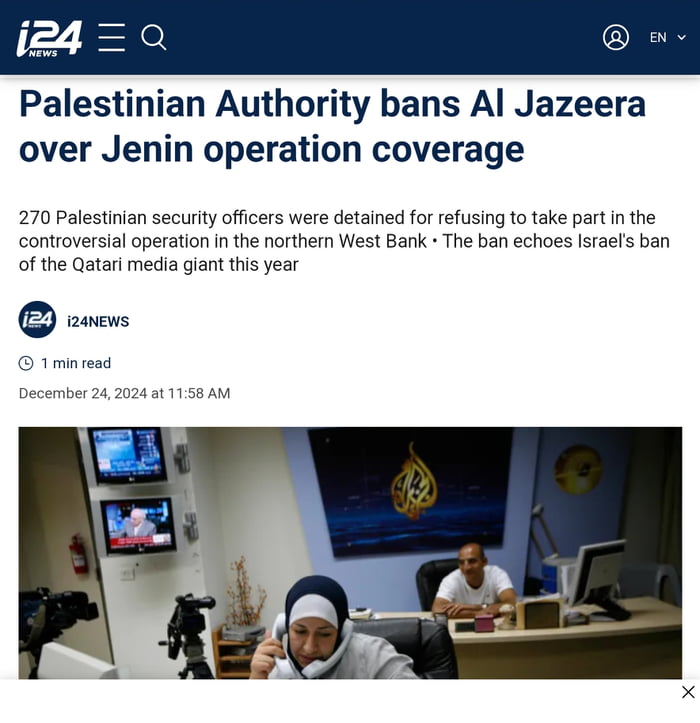 i24
NEWS
EN
Palestinian Authority bans Al Jazeera
over Jenin operation coverage
270 Palestinian security officers were detained for refusing to take part in the
controversial operation in the northern West Bank • The ban echoes Israel's ban
of the Qatari media giant this year
i24
NEWS
i24NEWS
1 min read
December 24, 2024 at 11:58 AM